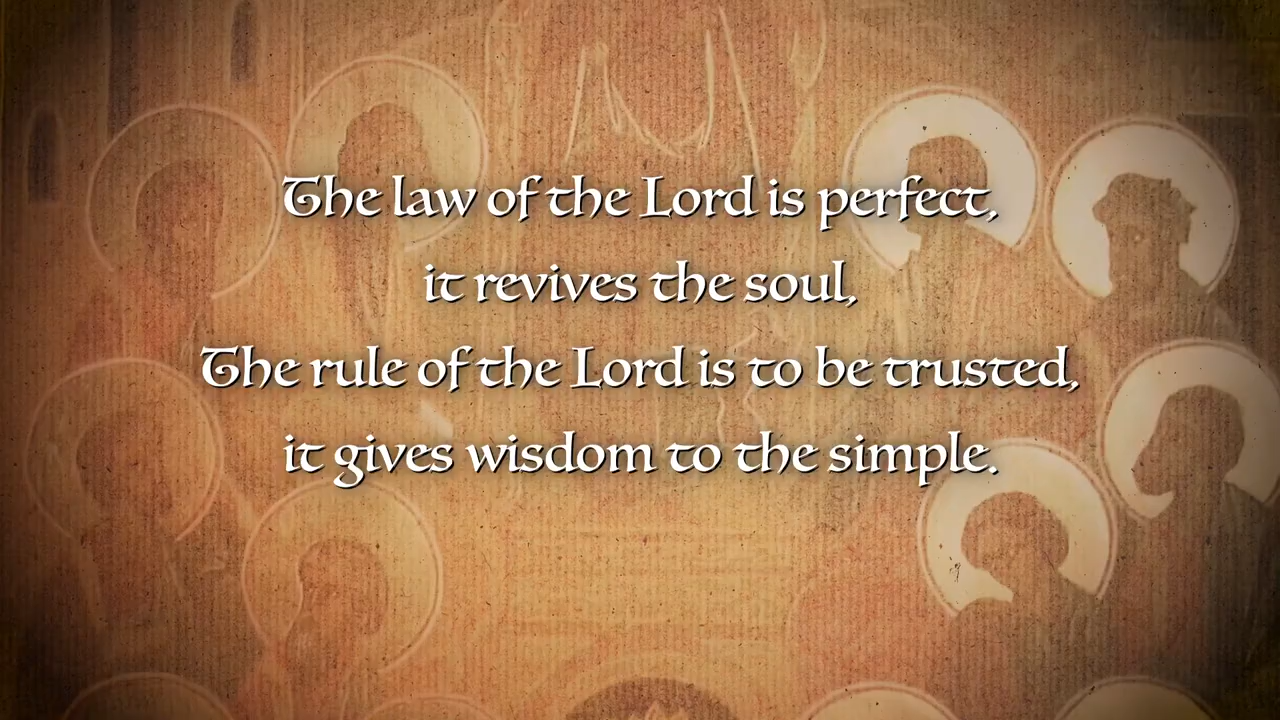 The law of the Lord is perfect,
it revives the soul,
The rule of the Lord is to be trusted,
it gives wisdom to the simple.